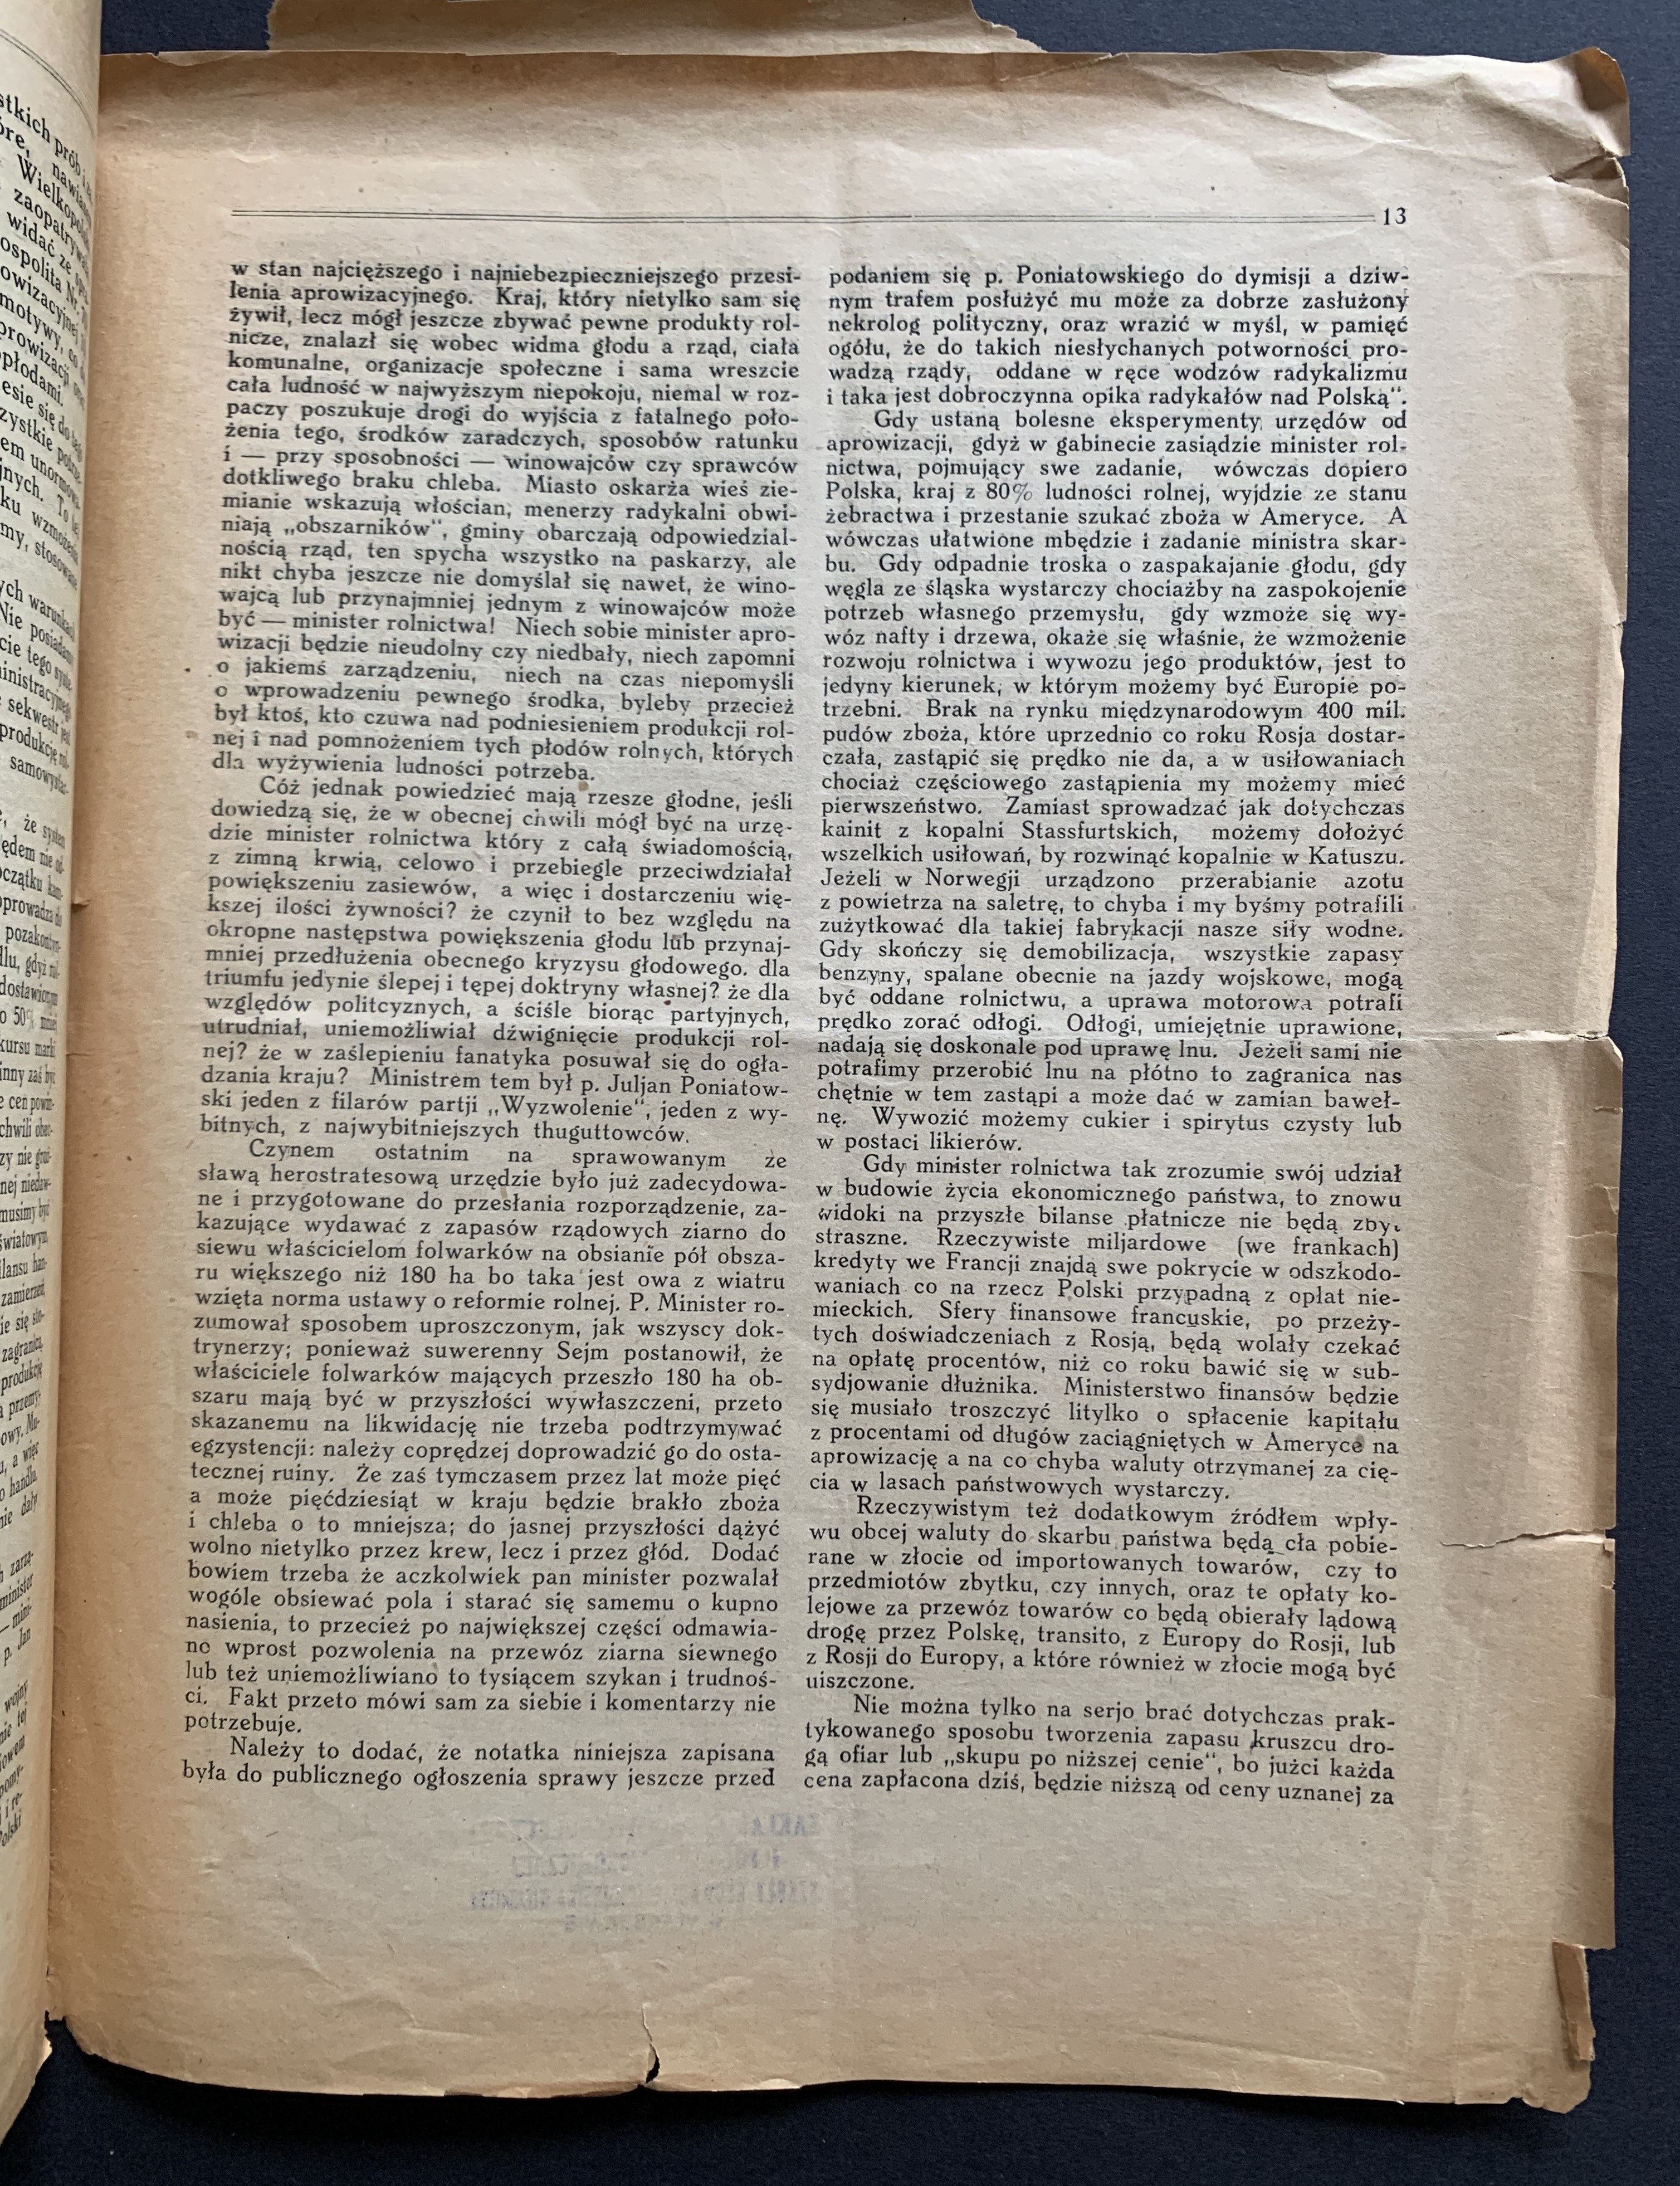 13
w stan najcięższego i najniebezpieczniejszego przesi-
lenia aprowizacyjnego. Kraj, który nietylko sam się
żywił, lecz mógł jeszcze zbywać pewne produkty rol-
nicze, znalazł się wobec widma głodu a rząd, ciała
komunalne, organizacje społeczne i sama wreszcie
cała ludność w najwyższym niepokoju, niemal w roz-
paczy poszukuje drogi do wyjścia z fatalnego poło-
żenia tego, środków zaradczych, sposobów ratunku
i — przy sposobności — winowajców czy sprawców
dotkliwego braku chleba. Miasto oskarża wieś zie-
mianie wskazują włościan, menerzy radykalni obwi-
niają „obszarników“, gminy obarczają odpowiedzial-
nością rząd, ten spycha wszystko na paskarzy, ale
nikt chyba jeszcze nie domyślał się nawet, że wino-
wajcą lub przynajmniej jednym z winowajców może
być — minister rolnictwa! Niech sobie minister apro-
wizacji będzie nieudolny czy niedbały, niech zapomni
o jakiemś zarządzeniu, niech na czas niepomyśli
o wprowadzeniu pewnego środka, byleby przecież
był ktoś, kto czuwa nad podniesieniem produkcji rol-
nej i nad pomnożeniem tych płodów rolnych, których
dla wyżywienia ludności potrzeba.
Cóż jednak powiedzieć mają rzesze głodne, jeśli
dowiedzą się, że w obecnej chwili mógł być na urzę-
dzie minister rolnictwa który z całą świadomością,
z zimną krwią, celowo i przebiegle przeciwdziałał
powiększeniu zasiewów, a więc i dostarczeniu wię-
kszej ilości żywności? że czynił to bez względu na
okropne następstwa powiększenia głodu lub przynaj-
mniej przedłużenia obecnego kryzysu głodowego. dla
triumfu jedynie ślepej i tępej doktryny własnej? że dla
względów politcyznych, a ściśle biorąc partyjnych,
utrudniał, uniemożliwiał dźwignięcie produkcji rol-
nej? że w zaślepieniu fanatyka posuwał się do ogła-
dzania kraju? Ministrem tem był p. Juljan Poniatow-
ski jeden z filarów partji „Wyzwolenie“, jeden z wy-
bitnych, z najwybitniejszych thuguttowców.
Czynem ostatnim na sprawowanym ze
sławą herostratesową urzędzie było już zadecydowa-
ne i przygotowane do przesłania rozporządzenie, za-
kazujące wydawać z zapasów rządowych ziarno do
siewu właścicielom folwarków na obsianie pól obsza-
ru większego niż 180 ha bo taka jest owa z wiatru
wzięta norma ustawy o reformie rolnej. P. Minister ro-
zumował sposobem uproszczonym, jak wszyscy dok-
trynerzy; ponieważ suwerenny Sejm postanowił, że
właściciele folwarków mających przeszło 180 ha ob-
szaru mają być w przyszłości wywłaszczeni, przeto
skazanemu na likwidację nie trzeba podtrzymywać
egzystencji: należy coprędzej doprowadzić go do osta-
tecznej ruiny. Że zaś tymczasem przez lat może pięć
a może pięćdziesiąt w kraju będzie brakło zboża
i chleba o to mniejsza; do jasnej przyszłości dążyć
wolno nietylko przez krew, lecz i przez głód. Dodać
bowiem trzeba że aczkolwiek pan minister pozwalał
wogóle obsiewać pola i starać się samemu o kupno
nasienia, to przecież po największej części odmawia-
no wprost pozwolenia na przewóz ziarna siewnego
lub też uniemożliwiano to tysiącem szykan i trudnoś-
ci. Fakt przeto mówi sam za siebie i komentarzy nie
potrzebuje.
Należy to dodać, że notatka niniejsza zapisana
była do publicznego ogłoszenia sprawy jeszcze przed
podaniem się p. Poniatowskiego do dymisji a dziw-
nym trafem posłużyć mu może za dobrze zasłużony
nekrolog polityczny, oraz wrazić w myśl, w pamięć
ogółu, że do takich niesłychanych potworności pro-
wadzą rządy, oddane w ręce wodzów radykalizmu
i taka jest dobroczynna opika radykałów nad Polską“.
Gdy ustaną bolesne eksperymenty urzędów od
aprowizacji, gdyż w gabinecie zasiądzie minister rol-
nictwa, pojmujący swe zadanie, wówczas dopiero
Polska, kraj z 80% ludności rolnej, wyjdzie ze stanu
żebractwa i przestanie szukać zboża w Ameryce. A
wówczas ułatwione mbędzie i zadanie ministra skar-
bu. Gdy odpadnie troska o zaspakajanie głodu, gdy
węgla ze śląska wystarczy chociażby na zaspokojenie
potrzeb własnego przemysłu, gdy wzmoże się wy-
wóz nafty i drzewa, okaże się właśnie, że wzmożenie
rozwoju rolnictwa i wywozu jego produktów, jest to
jedyny kierunek, w którym możemy być Europie po-
trzebni. Brak na rynku międzynarodowym 400 mil.
pudów zboża, które uprzednio co roku Rosja dostar-
czała, zastąpić się prędko nie da, a w usiłowaniach
chociaż częściowego zastąpienia my możemy mieć
pierwszeństwo. Zamiast sprowadzać jak dotychczas
kainit z kopalni Stassfurtskich, możemy dołożyć
wszelkich usiłowań, by rozwinąć kopalnie w Katuszu.
Jeżeli w Norwegji urządzono przerabianie azotu
z powietrza na saletrę, to chyba i my byśmy potrafili
zużytkować dla takiej fabrykacji nasze siły wodne.
Gdy skończy się demobilizacja, wszystkie zapasy
benzyny, spalane obecnie na jazdy wojskowe, mogą
być oddane rolnictwu, a uprawa motorowa potrafi
prędko zorać odłogi. Odłogi, umiejętnie uprawione,
nadają się doskonale pod uprawę lnu. Jeżeli sami nie
potrafimy przerobić lnu na płótno to zagranica nas
chętnie w tem zastąpi a może dać w zamian baweł-
nę. Wywozić możemy cukier i spirytus czysty lub
w postaci likierów.
Gdy minister rolnictwa tak zrozumie swój udział
w budowie życia ekonomicznego państwa, to znowu
widoki na przyszłe bilanse płatnicze nie będą zbyt
straszne. Rzeczywiste miljardowe (we frankach)
kredyty we Francji znajdą swe pokrycie w odszkodo-
waniach co na rzecz Polski przypadną z opłat nie-
mieckich. Sfery finansowe francuskie, po przeży-
tych doświadczeniach z Rosją, będą wolały czekać
na opłatę procentów, niż co roku bawić się w sub-
sydjowanie dłużnika. Ministerstwo finansów będzie
się musiało troszczyć litylko o spłacenie kapitału
z procentami od długów zaciągniętych w Ameryce na
aprowizację a na co chyba waluty otrzymanej za cię-
cia w lasach państwowych wystarczy.
Rzeczywistym też dodatkowym źródłem wpły-
wu obcej waluty do skarbu państwa będą cła pobie-
rane w złocie od importowanych towarów, czy to
przedmiotów zbytku, czy innych, oraz te opłaty ko-
lejowe za przewóz towarów co będą obierały lądową
drogę przez Polskę, transito, z Europy do Rosji, lub
z Rosji do Europy, a które również w złocie mogą być
uiszczone.
Nie można tylko na serjo brać dotychczas prak-
tykowanego sposobu tworzenia zapasu kruszcu dro-
gą ofiar lub „skupu po niższej cenie“, bo jużci każda
cena zapłacona dziś, będzie niższą od ceny uznanej za